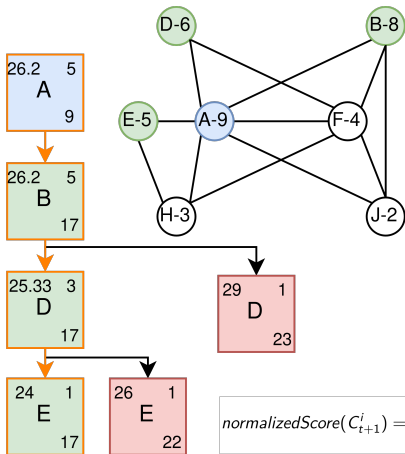 D-6
B-8
26.2 5
A
9
E-5
A-9
F-4
26.2 5
B
17
H-3
J-2
25.33 3
D
17
29 1
D
23
24 1
E
17
26 1
E
22
normalizedScore(C^i_{t+1}) =